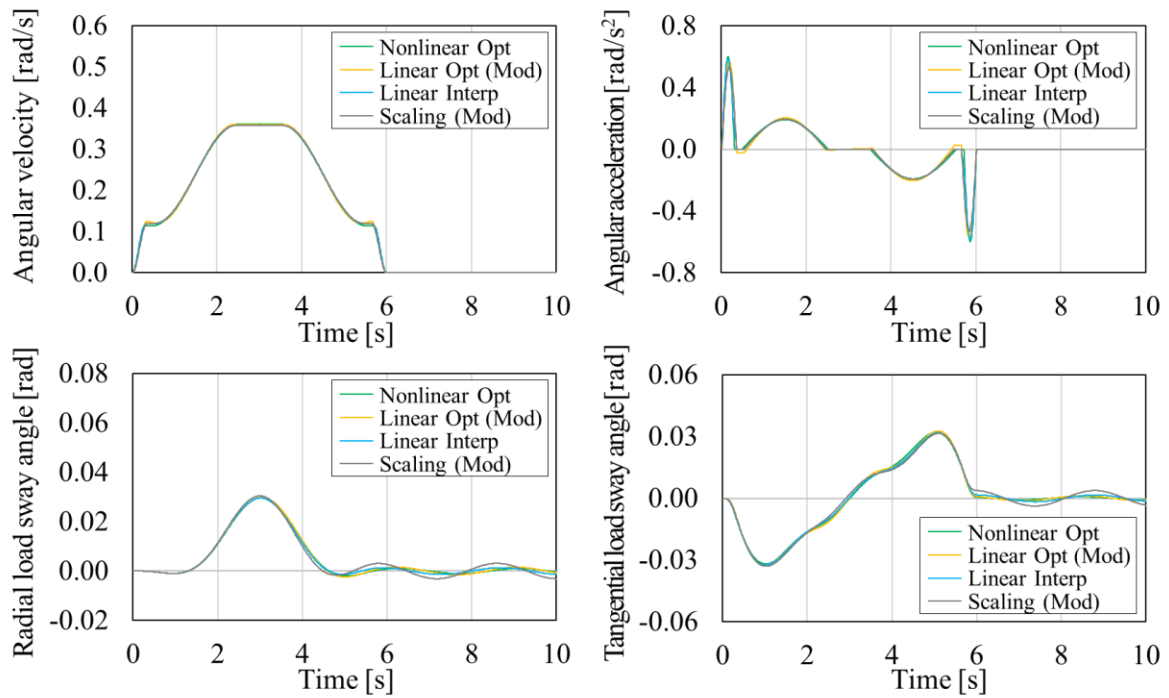 Angular velocity [rad/s]
0.6
0.5
0.4
0.3
0.2
0.1
0.0
Nonlinear Opt
Linear Opt (Mod)
Linear Interp
Scaling (Mod)
0 2 4 6 8 10
Time [s]
Angular acceleration [rad/s²]
0.8
0.4
0.0
-0.4
-0.8
Nonlinear Opt
Linear Opt (Mod)
Linear Interp
Scaling (Mod)
0 2 4 6 8 10
Time [s]
Radial load sway angle [rad]
0.08
0.06
0.04
0.02
0.00
-0.02
Nonlinear Opt
Linear Opt (Mod)
Linear Interp
Scaling (Mod)
0 2 4 6 8 10
Time [s]
Tangential load sway angle [rad]
0.06
0.03
0.00
-0.03
-0.06
Nonlinear Opt
Linear Opt (Mod)
Linear Interp
Scaling (Mod)
0 2 4 6 8 10
Time [s]